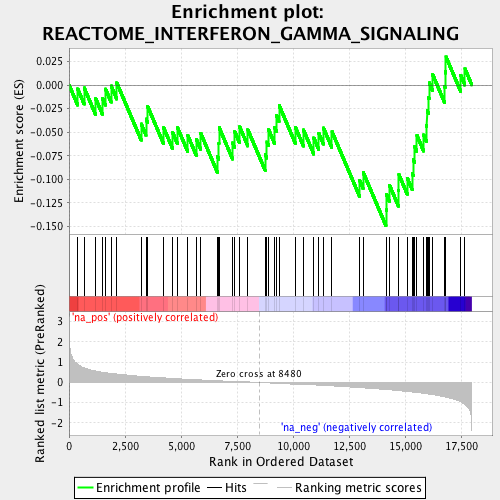 Enrichment plot:
REACTOME_INTERFERON_GAMMA_SIGNALING
Enrichment score (ES)
0.025
0.000
-0.025
-0.050
-0.075
-0.100
-0.125
-0.150
'na_pos' (positively correlated)
Ranked list metric (PreRanked)
3
2
1
0
-1
-2
Zero cross at 8480
'na_neg' (negatively correlated)
0
2,500
5,000
7,500
10,000
12,500
15,000
17,500
Rank in Ordered Dataset
Enrichment profile
Hits
Ranking metric scores